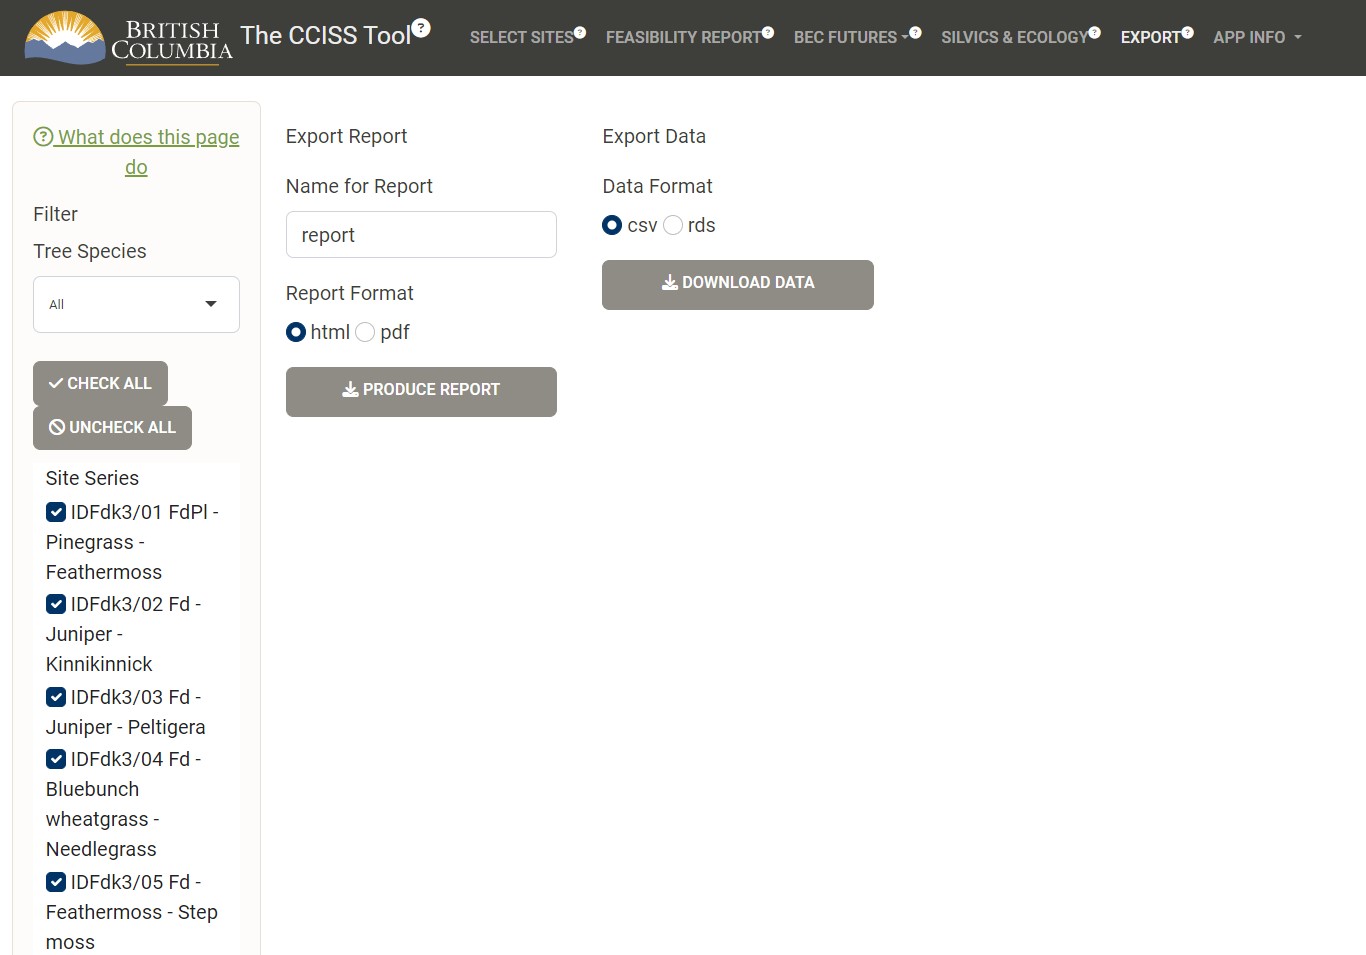 BRITISH
COLUMBIA
The CCISS Tool ?
SELECT SITES ?
FEASIBILITY REPORT ?
BEC FUTURES ?
SILVICS & ECOLOGY ?
EXPORT ?
APP INFO
? What does this page
do
Filter
Tree Species
All
CHECK ALL
UNCHECK ALL
Site Series
IDFdk3/01 FdPl -
Pinegrass -
Feathermoss
IDFdk3/02 Fd -
Juniper -
Kinnikinnick
IDFdk3/03 Fd -
Juniper - Peltigera
IDFdk3/04 Fd -
Bluebunch
wheatgrass -
Needlegrass
IDFdk3/05 Fd -
Feathermoss - Step
moss
Export Report
Name for Report
report
Report Format
html pdf
PRODUCE REPORT
Export Data
Data Format
csv rds
DOWNLOAD DATA